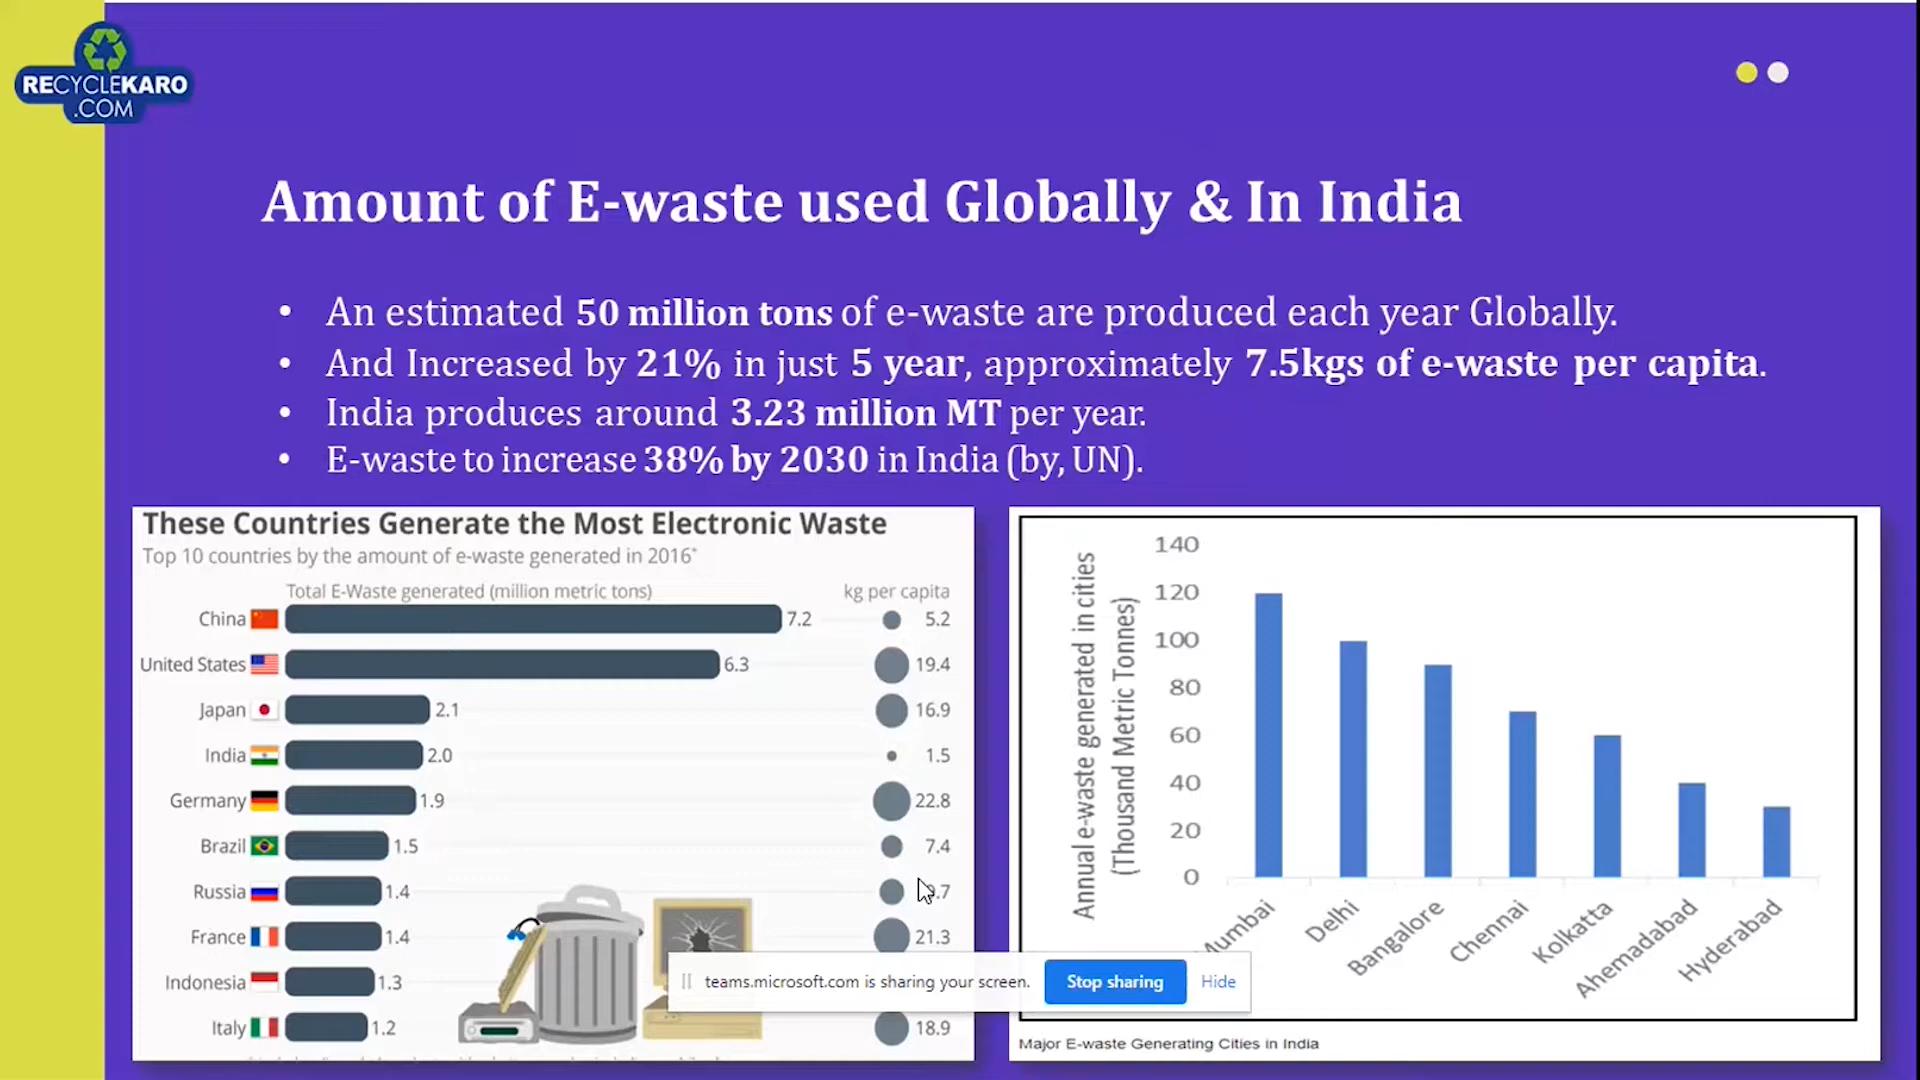 RECYCLEKARO
.COM
Amount of E-waste used Globally & In India
• An estimated 50 million tons of e-waste are produced each year Globally.
• And Increased by 21% in just 5 year, approximately 7.5kgs of e-waste per capita.
• India produces around 3.23 million MT per year.
• E-waste to increase 38% by 2030 in India (by, UN).
These Countries Generate the Most Electronic Waste
Top 10 countries by the amount of e-waste generated in 2016*
Total E-Waste generated (million metric tons) kg per capita
China 7.2 5.2
United States 6.3 19.4
Japan 2.1 16.9
India 2.0 1.5
Germany 1.9 22.8
Brazil 1.5 7.4
Russia 1.4
France 1.4 21.3
Indonesia 1.3
Italy 1.2 18.9
Annual e-waste generated in cities
(Thousand Metric Tonnes)
140
120
100
80
60
40
20
0
Mumbai
Delhi
Bangalore
Chennai
Kolkatta
Ahemadabad
Hyderabad
Major E-waste Generating Cities in India
teams.microsoft.com is sharing your screen. Stop sharing Hide